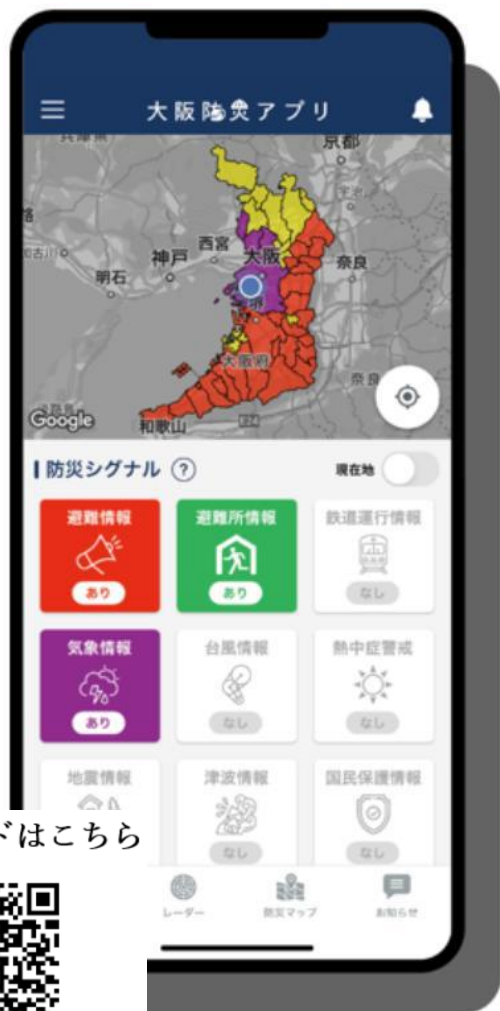 大阪防災アプリ
京都
宇治
西宮
大阪
神戸
奈良
明石
堺
大阪府
奈良
Google
和歌山
防災シグナル ?
現在地
避難情報
避難所情報
鉄道運行情報
あり
あり
なし
気象情報
台風情報
熱中症警戒
あり
なし
なし
地震情報
津波情報
国民保護情報
なし
なし
ドはこちら
レーダー
防災マップ
お知らせ